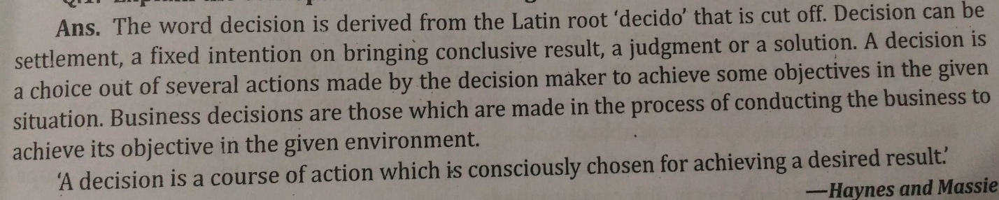 Ans. The word decision is derived from the Latin root ‘decido’ that is cut off. Decision can be
settlement, a fixed intention on bringing conclusive result, a judgment or a solution. A decision is
a choice out of several actions made by the decision maker to achieve some objectives in the given
situation. Business decisions are those which are made in the process of conducting the business to
achieve its objective in the given environment.
‘A decision is a course of action which is consciously chosen for achieving a desired result.’
—Haynes and Massie